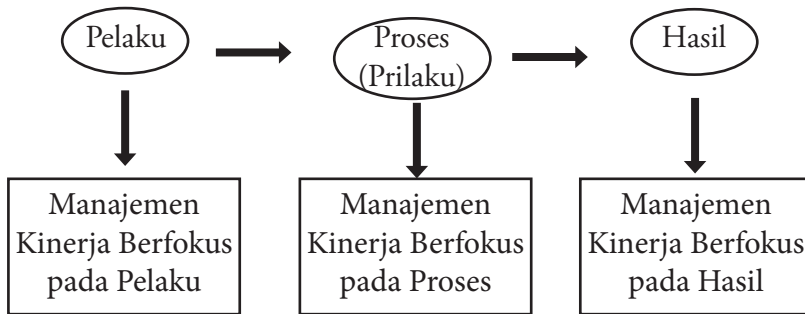 Pelaku
Proses
(Prilaku)
Hasil
Manajemen
Kinerja Berfokus
pada Pelaku
Manajemen
Kinerja Berfokus
pada Proses
Manajemen
Kinerja Berfokus
pada Hasil